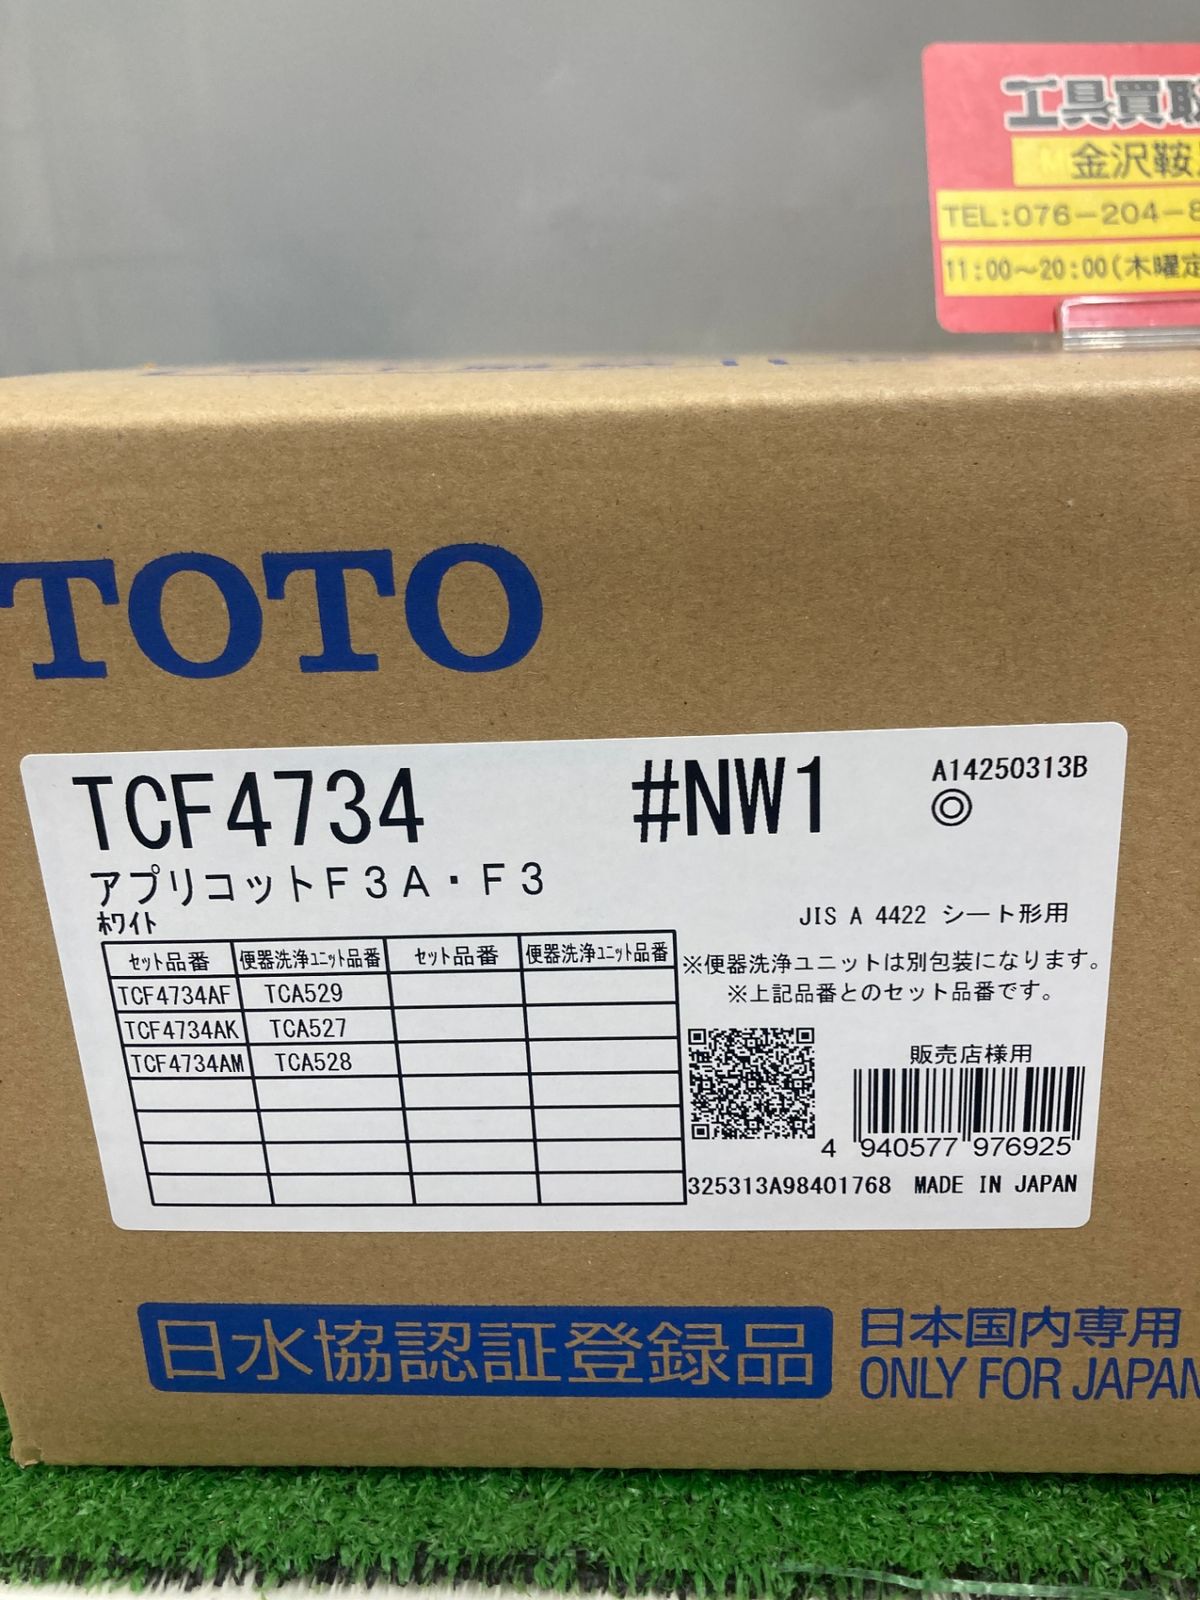 工具買取
金沢鞍
TEL:076-204-8
11:00～20:00(木曜定
TOTO
TCF4734 #NW1 A14250313B
アプリコットF3A・F3
ホワイト
JIS A 4422 シート形用
セット品番 便器洗浄ユニット品番 セット品番 便器洗浄ユニット品番
TCF4734AF TCA529
TCF4734AK TCA527
TCF4734AM TCA528
※便器洗浄ユニットは別包装になります。
※上記品番とのセット品番です。
販売店様用
4 940577 976925
325313A98401768 MADE IN JAPAN
日水協認証登録品
日本国内専用
ONLY FOR JAPAN